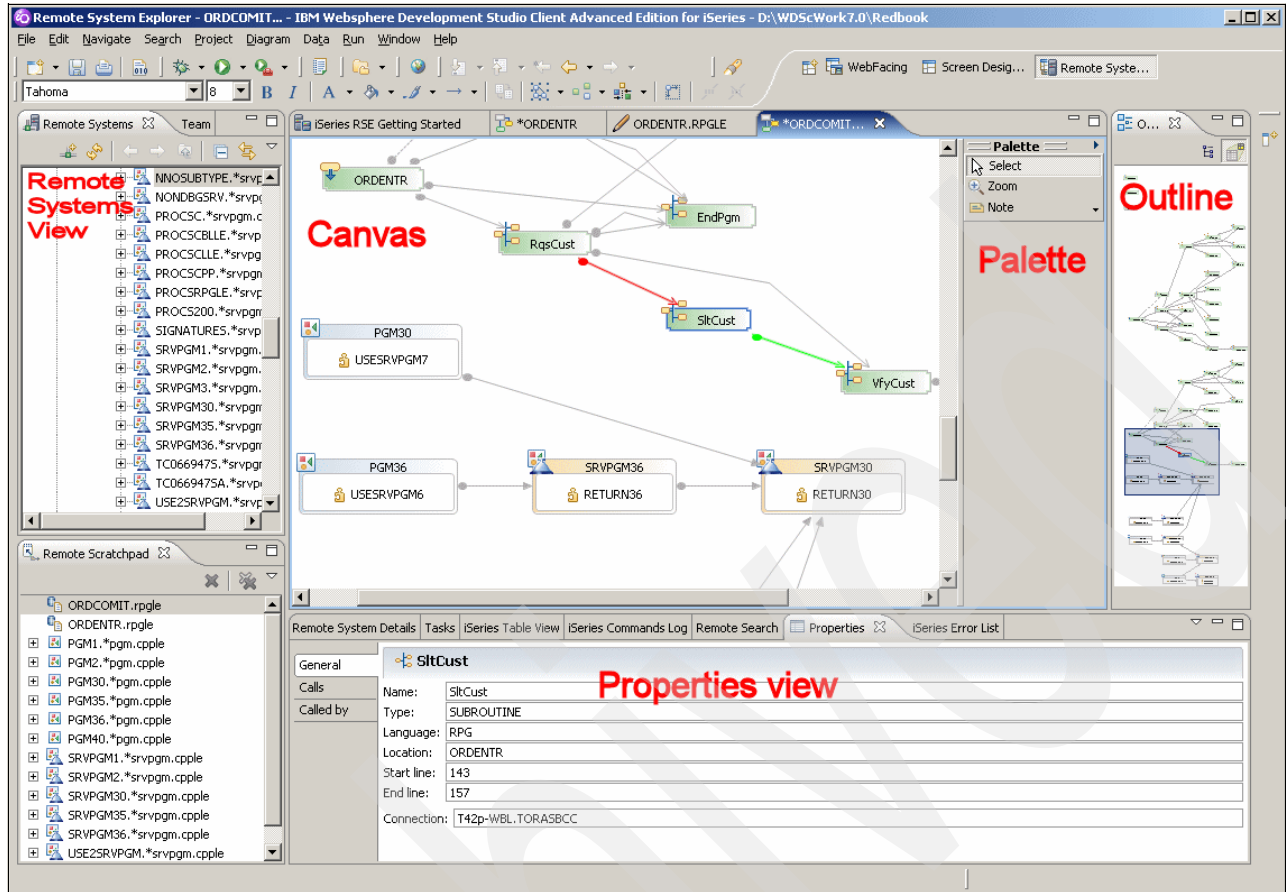 Remote System Explorer - ORDCOMIT... - IBM Websphere Development Studio Client Advanced Edition for iSeries - D:\WDScWork7.0\Redbook
File Edit Navigate Search Project Diagram Data Run Window Help
WebFacing Screen Desig... Remote Syste...
Tahoma 8 B I A
Remote Systems Team
Remote Systems View
NNOSUBTYPE.*srvp
NONDBGSRV.*srvp
PROCSC.*srvpgm.c
PROCSCBLLE.*srvp
PROCSCLLE.*srvpg
PROCSCPP.*srvpgm
PROCSRPGLE.*srvp
PROCS200.*srvpgm
SIGNATURES.*srvp
SRVPGM1.*srvpgm.
SRVPGM2.*srvpgm.
SRVPGM3.*srvpgm.
SRVPGM30.*srvpgm
SRVPGM35.*srvpgm
SRVPGM36.*srvpgm
TC066947S.*srvpgr
TC066947SA.*srvp
USE2SRVPGM.*srvp
Remote Scratchpad
ORDCOMIT.rpgle
ORDENTR.rpgle
PGM1.*pgm.cpple
PGM2.*pgm.cpple
PGM30.*pgm.cpple
PGM35.*pgm.cpple
PGM36.*pgm.cpple
PGM40.*pgm.cpple
SRVPGM1.*srvpgm.cpple
SRVPGM2.*srvpgm.cpple
SRVPGM30.*srvpgm.cpple
SRVPGM35.*srvpgm.cpple
SRVPGM36.*srvpgm.cpple
USE2SRVPGM.*srvpgm.cpple
iSeries RSE Getting Started *ORDENTR ORDENTR.RPGLE *ORDCOMIT...
Canvas
ORDENTR
EndPgm
RqsCust
SltCust
VfyCust
PGM30
USESRVPGM7
PGM36
USESRVPGM6
SRVPGM36
RETURN36
SRVPGM30
RETURN30
Palette
Select
Zoom
Note
Palette
O...
Outline
Remote System Details Tasks iSeries Table View iSeries Commands Log Remote Search Properties iSeries Error List
General
Calls
Called by
SltCust
Properties view
Name: SltCust
Type: SUBROUTINE
Language: RPG
Location: ORDENTR
Start line: 143
End line: 157
Connection: T42p-WBL.TORASBCC